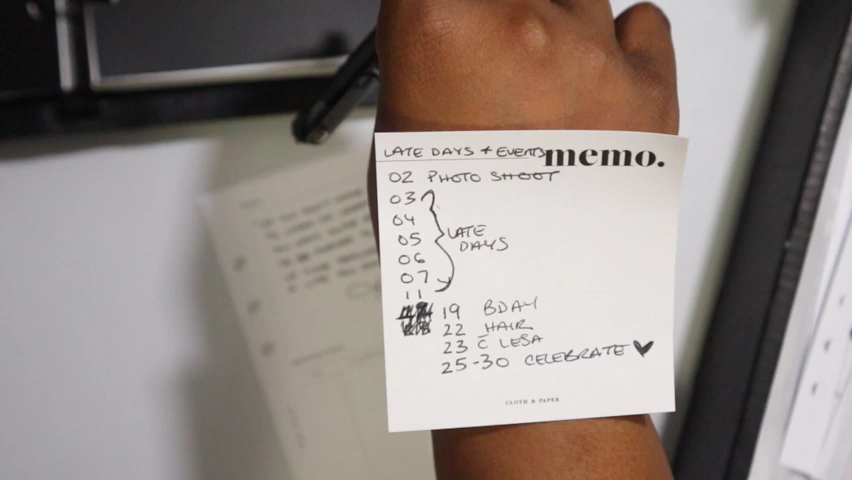 LATE DAYS + EVENTS
memo.
02 PHOTO SHOOT
03
04
05
06
07
LATE
DAYS
11
19 BDAY
22 HAIR
23 C LESA
25-30 CELEBRATE
CLOTH & PAPER